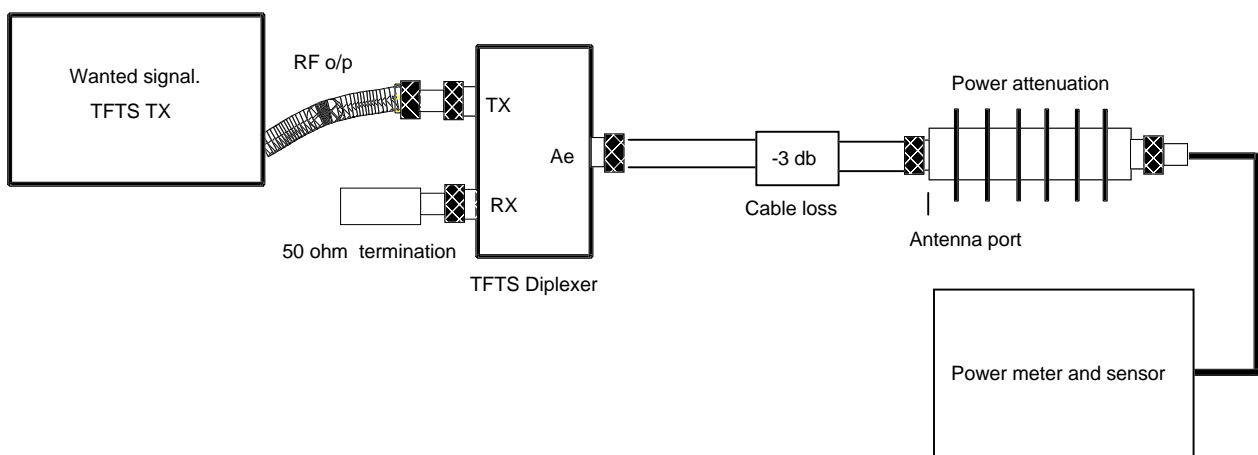 Wanted signal.
TFTS TX
RF o/p
TX
Ae
RX
50 ohm termination
TFTS Diplexer
-3 db
Cable loss
Power attenuation
Antenna port
Power meter and sensor